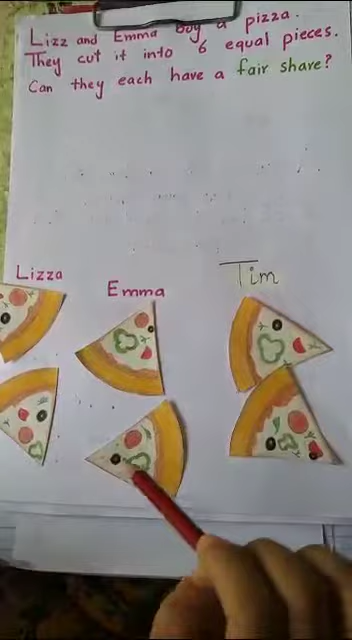 Lizz and Emma buy a pizza.
They cut it into 6 equal pieces.
Can they each have a fair share?
Lizza
Emma
Tim